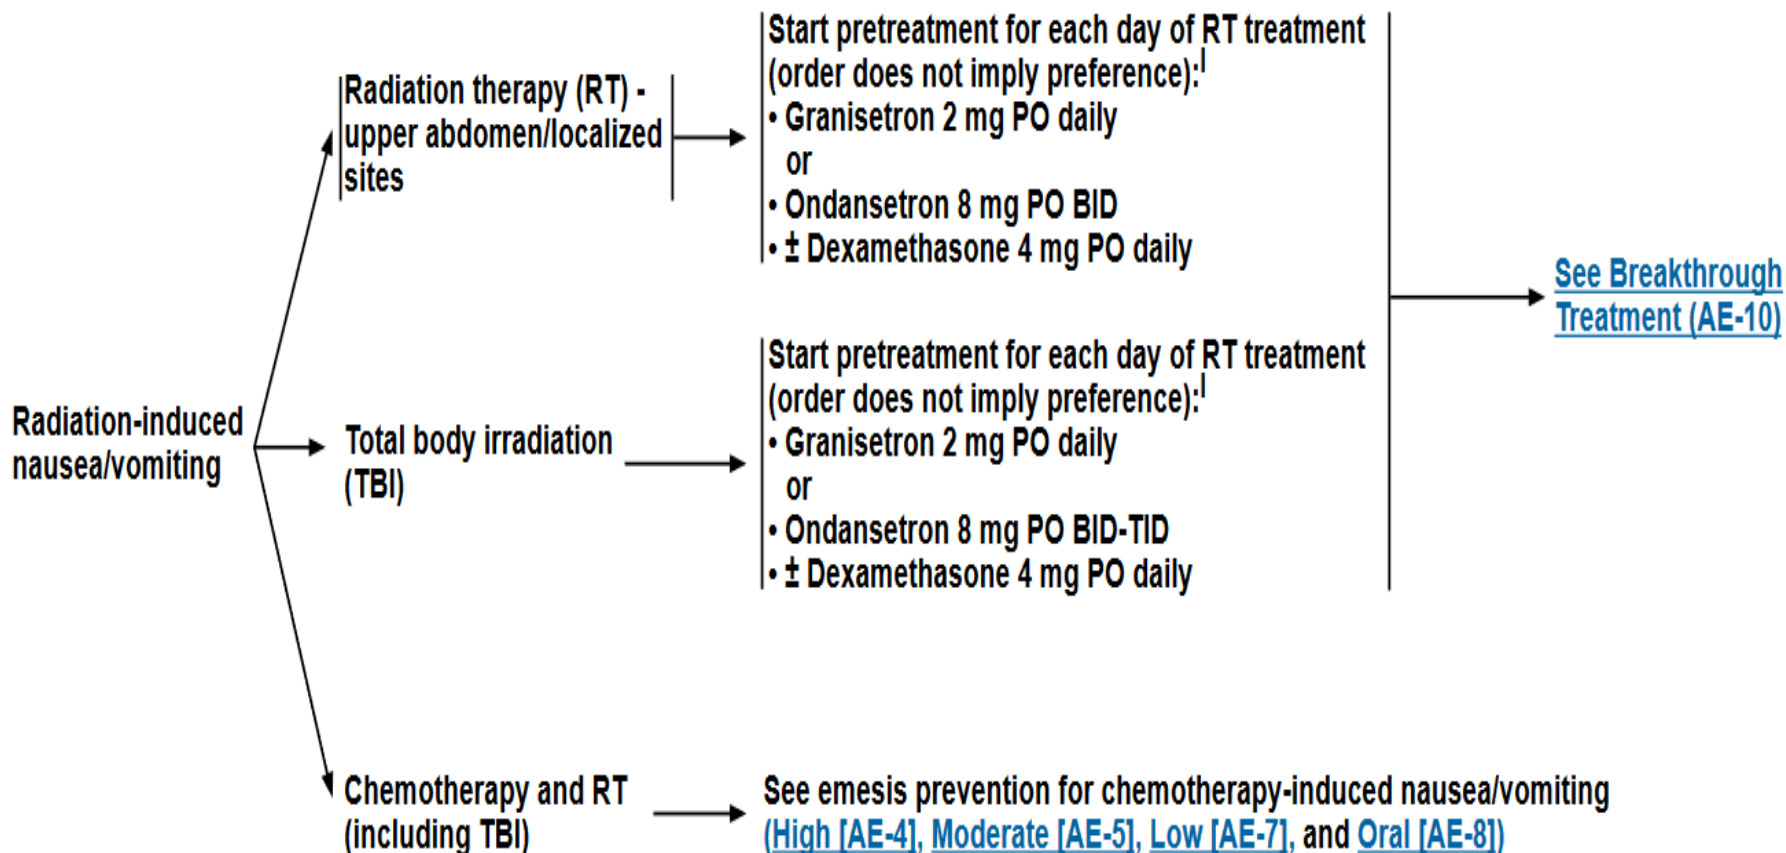 Radiation-induced
nausea/vomiting
Radiation therapy (RT) -
upper abdomen/localized
sites
Start pretreatment for each day of RT treatment
(order does not imply preference):l
• Granisetron 2 mg PO daily
or
• Ondansetron 8 mg PO BID
• ± Dexamethasone 4 mg PO daily
Total body irradiation
(TBI)
Start pretreatment for each day of RT treatment
(order does not imply preference):l
• Granisetron 2 mg PO daily
or
• Ondansetron 8 mg PO BID-TID
• ± Dexamethasone 4 mg PO daily
See Breakthrough
Treatment (AE-10)
Chemotherapy and RT
(including TBI)
See emesis prevention for chemotherapy-induced nausea/vomiting
(High [AE-4], Moderate [AE-5], Low [AE-7], and Oral [AE-8])